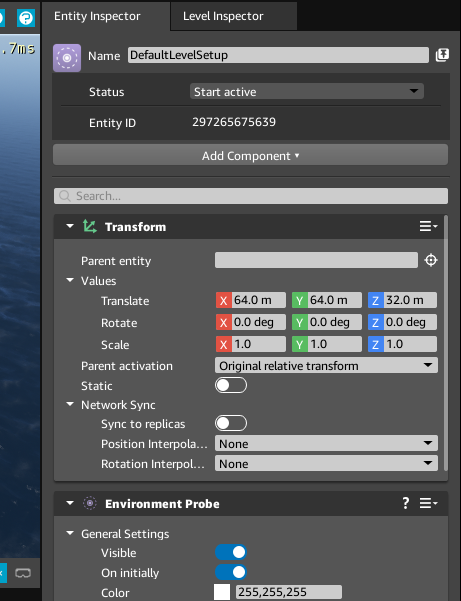 Entity Inspector Level Inspector
.7ms
Name DefaultLevelSetup
Status Start active
Entity ID 297265675639
Add Component
Search...
Transform
Parent entity
Values
Translate X 64.0 m Y 64.0 m Z 32.0 m
Rotate X 0.0 deg Y 0.0 deg Z 0.0 deg
Scale X 1.0 Y 1.0 Z 1.0
Parent activation Original relative transform
Static
Network Sync
Sync to replicas
Position Interpola... None
Rotation Interpol... None
Environment Probe ?
General Settings
Visible
On initially
Color 255,255,255